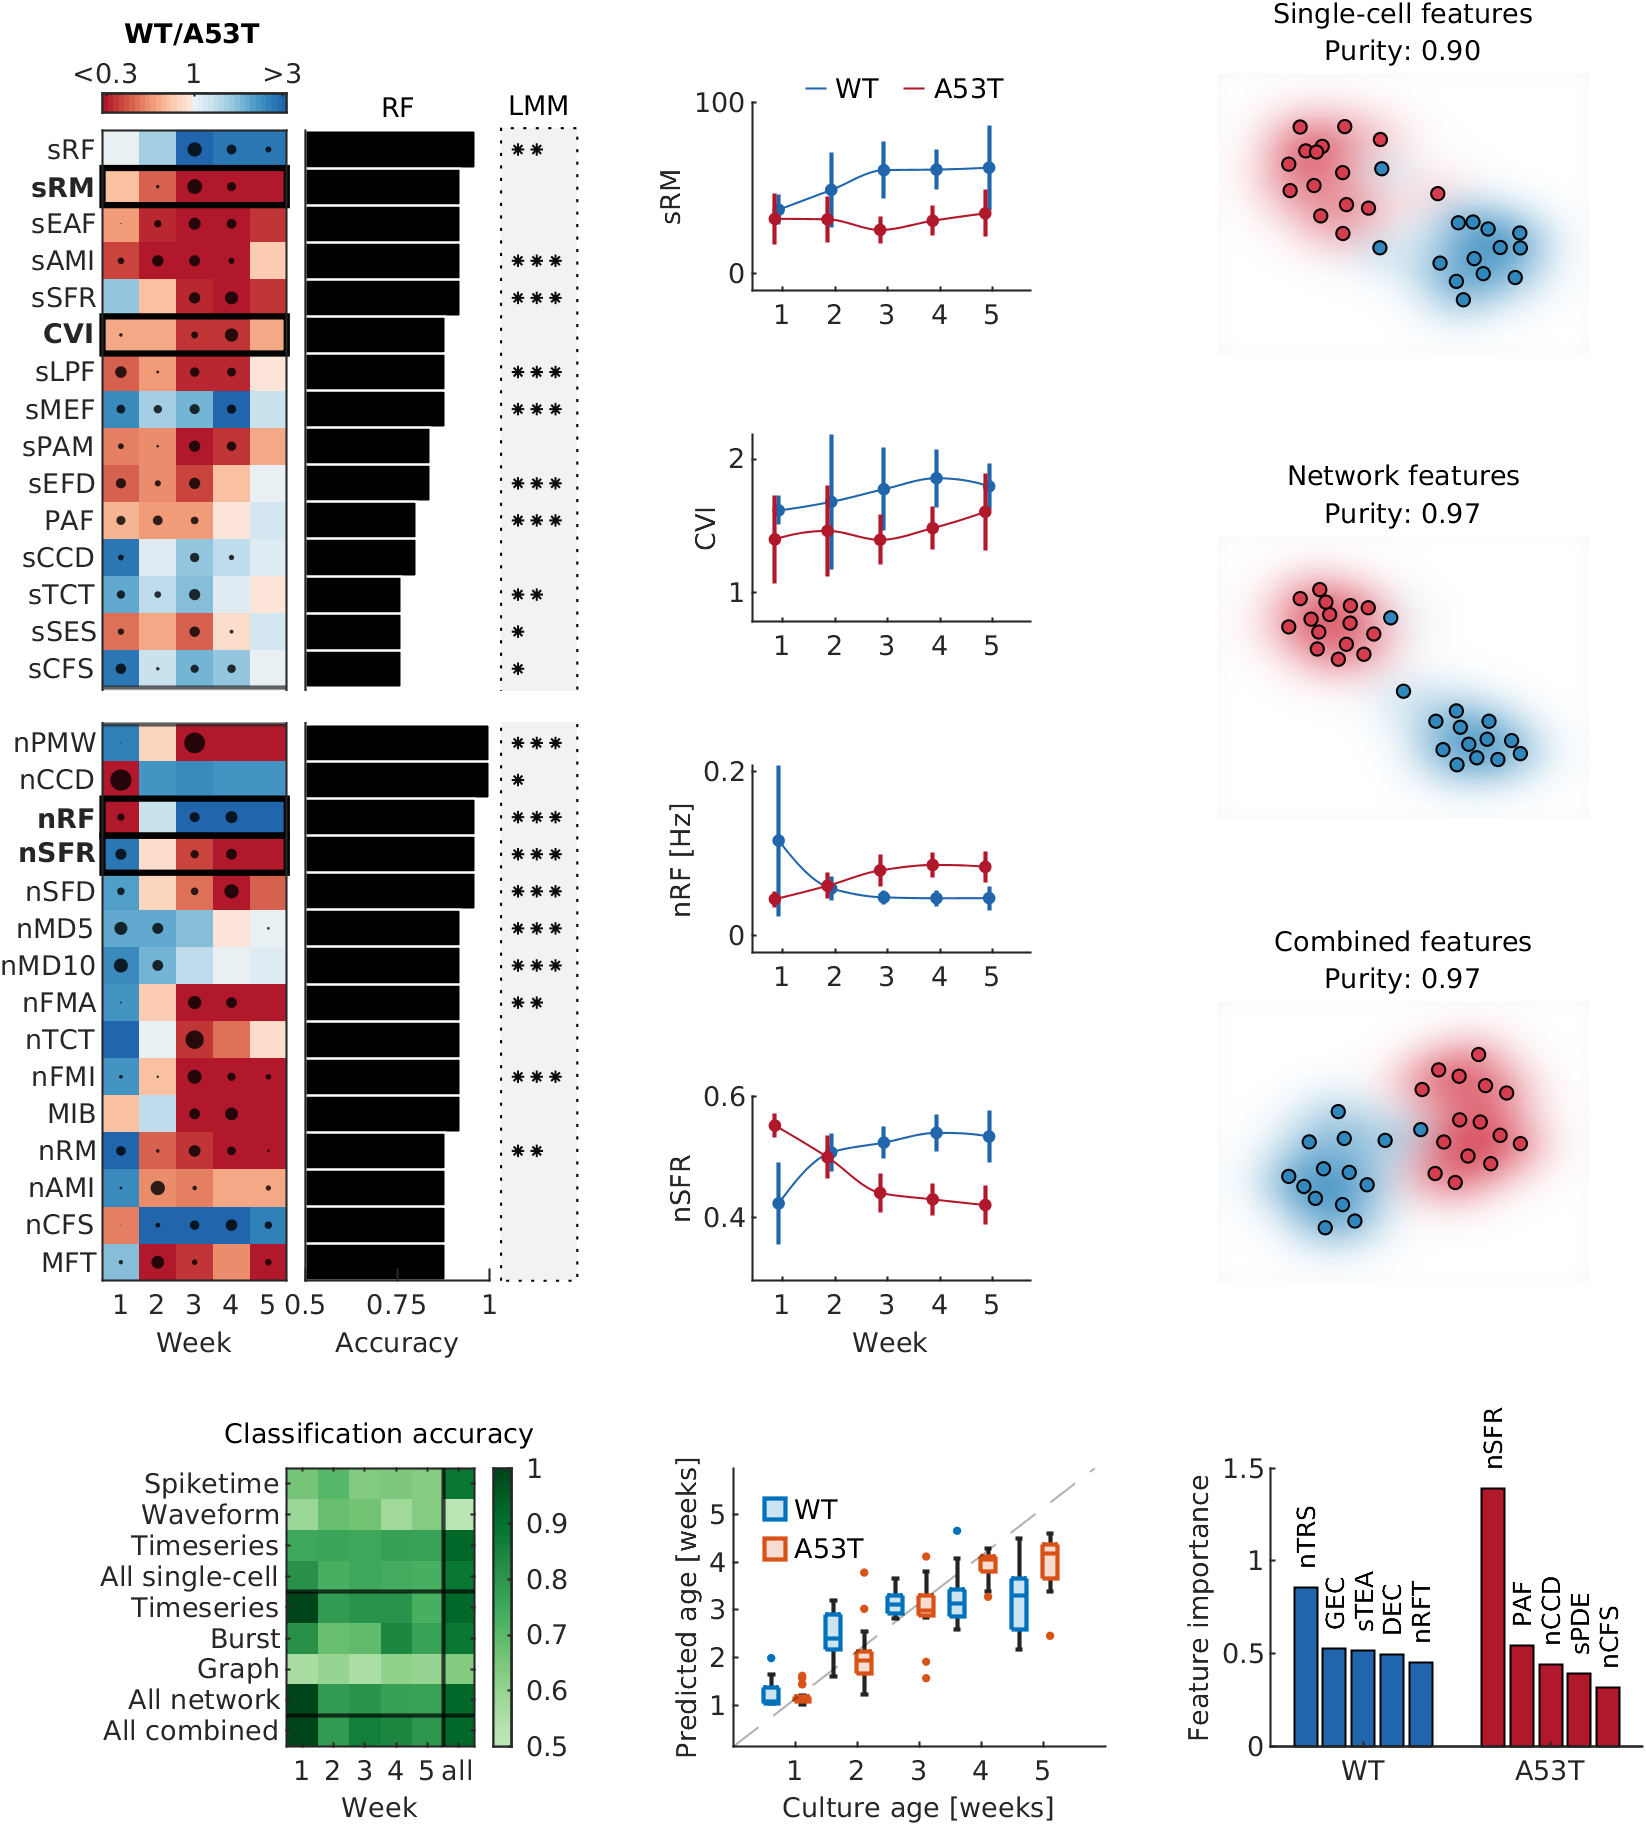 WT/A53T
<0.3 1 >3
RF
LMM
sRF **
sRM
sEAF
sAMI ***
sSFR ***
CVI
sLPF ***
sMEF ***
sPAM
sEFD ***
PAF ***
sCCD
sTCT **
sSES *
sCFS *
nPMW ***
nCCD *
nRF ***
nSFR ***
nSFD ***
nMD5 ***
nMD10 ***
nFMA **
nTCT
nFMI ***
MIB
nRM **
nAMI
nCFS
MFT
1 2 3 4 5
Week
0.5 0.75 1
Accuracy
WT A53T
100
0
sRM
1 2 3 4 5
2
1
CVI
1 2 3 4 5
0.2
0
nRF [Hz]
1 2 3 4 5
0.6
0.4
nSFR
1 2 3 4 5
Week
Single-cell features
Purity: 0.90
Network features
Purity: 0.97
Combined features
Purity: 0.97
Classification accuracy
Spiketime
Waveform
Timeseries
All single-cell
Timeseries
Burst
Graph
All network
All combined
1 2 3 4 5 all
Week
1
0.9
0.8
0.7
0.6
0.5
Predicted age [weeks]
5
4
3
2
1
WT
A53T
1 2 3 4 5
Culture age [weeks]
Feature importance
1.5
1
0.5
0
nTRS
GEC
sTEA
DEC
nRFT
nSFR
PAF
nCCD
sPDE
nCFS
WT A53T